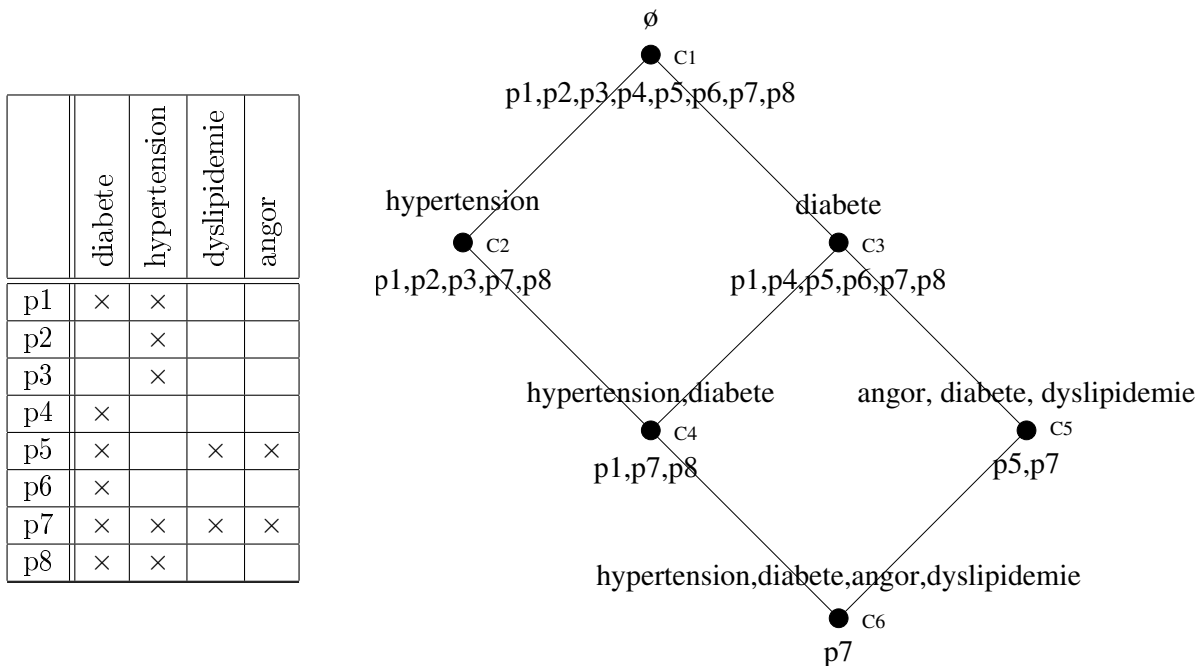 diabete hypertension dyslipidemie angor
p1 × ×
p2 ×
p3 ×
p4 ×
p5 × × ×
p6 ×
p7 × × × ×
p8 × ×
ø
C1
p1,p2,p3,p4,p5,p6,p7,p8
hypertension
C2
p1,p2,p3,p7,p8
diabete
C3
p1,p4,p5,p6,p7,p8
hypertension,diabete
C4
p1,p7,p8
angor, diabete, dyslipidemie
C5
p5,p7
hypertension,diabete,angor,dyslipidemie
C6
p7